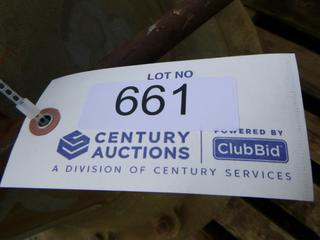 LOT NO
661
CENTURY AUCTIONS
POWERED BY
ClubBid
A DIVISION OF CENTURY SERVICES